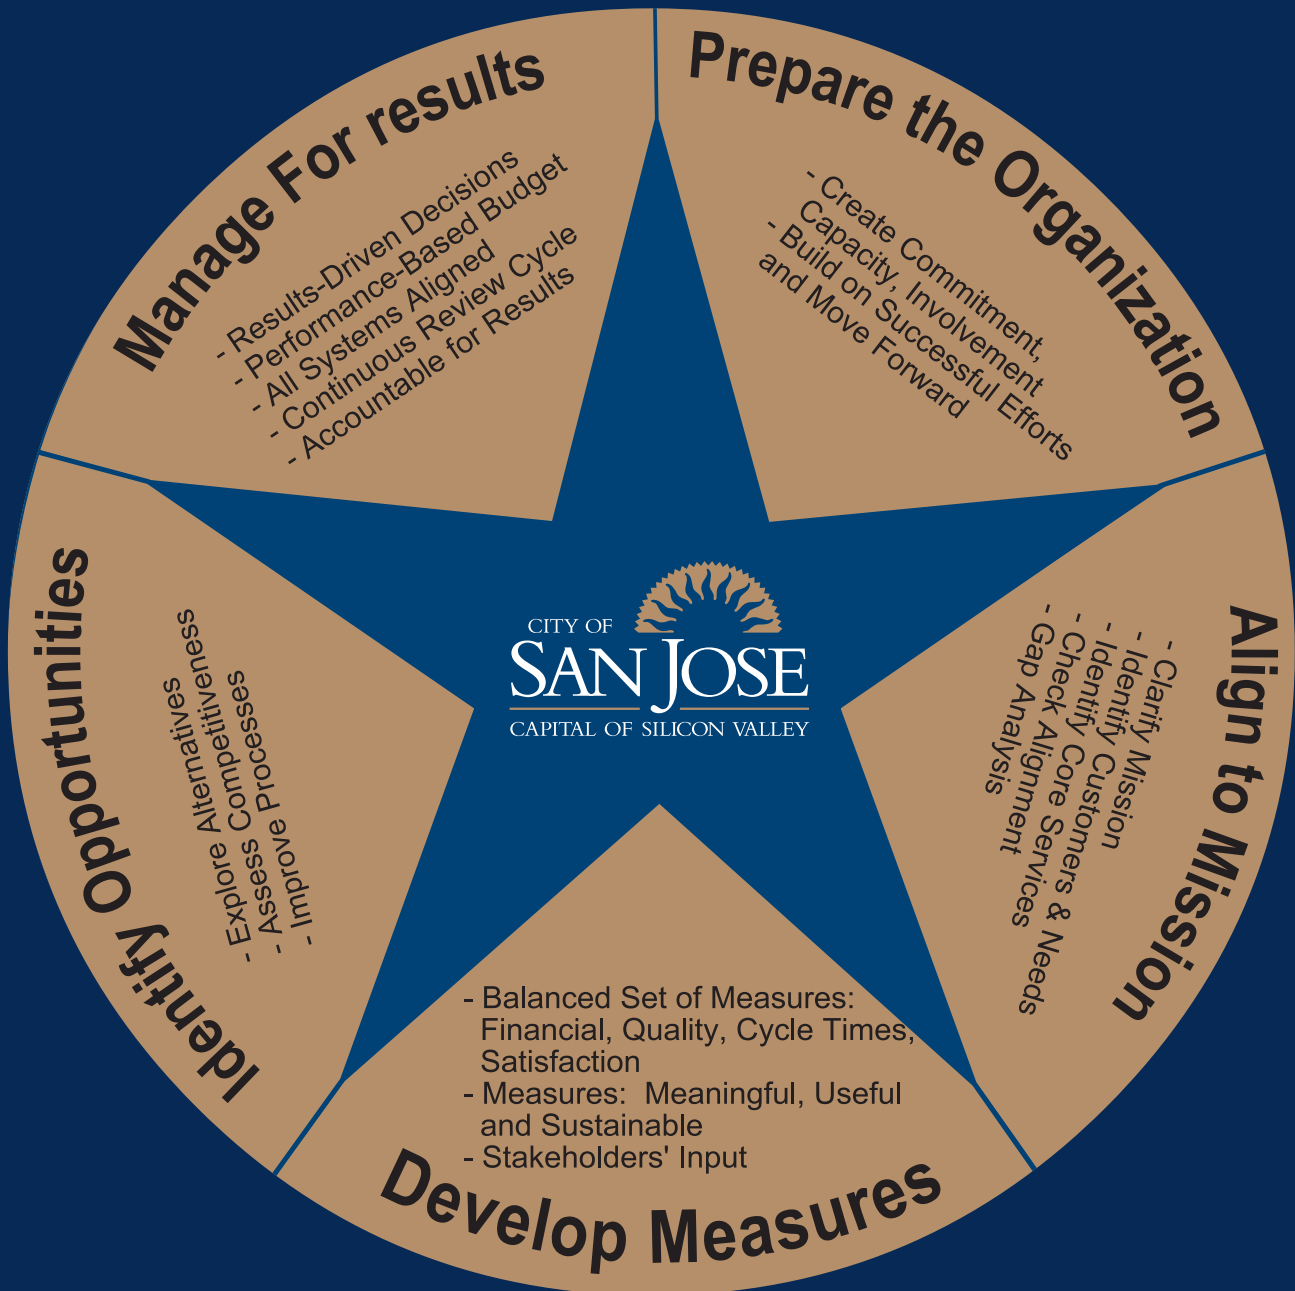 Prepare the Organization
- Create Commitment,
Capacity, Involvement
- Build on Successful Efforts
and Move Forward
Align to Mission
- Clarify Mission
- Identify Customers & Needs
- Identify Core Services
- Check Alignment
- Gap Analysis
Develop Measures
- Balanced Set of Measures:
Financial, Quality, Cycle Times,
Satisfaction
- Measures: Meaningful, Useful
and Sustainable
- Stakeholders' Input
Identify Opportunities
- Explore Alternatives
- Assess Competitiveness
- Improve Processes
Manage For results
- Results-Driven Decisions
- Performance-Based Budget
- All Systems Aligned
- Continuous Review Cycle
- Accountable for Results
CITY OF
SAN JOSE
CAPITAL OF SILICON VALLEY